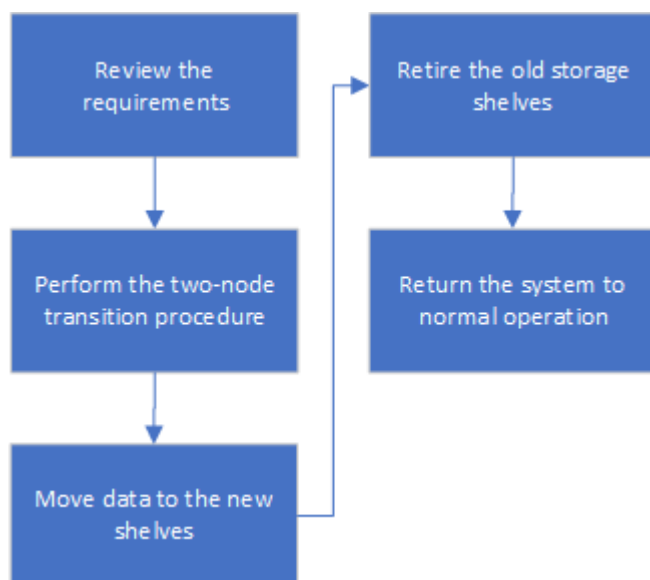 Review the
requirements
Perform the two-node
transition procedure
Move data to the new
shelves
Retire the old storage
shelves
Return the system to
normal operation